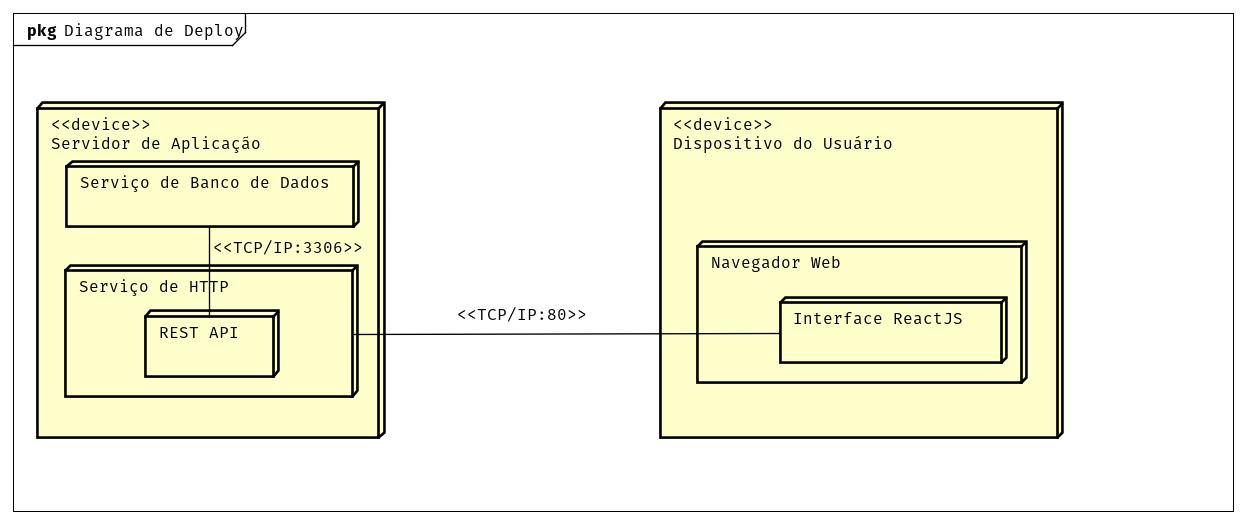 pkg Diagrama de Deploy
<<device>>
Servidor de Aplicação
Serviço de Banco de Dados
<<TCP/IP:3306>>
Serviço de HTTP
REST API
<<TCP/IP:80>>
<<device>>
Dispositivo do Usuário
Navegador Web
Interface ReactJS